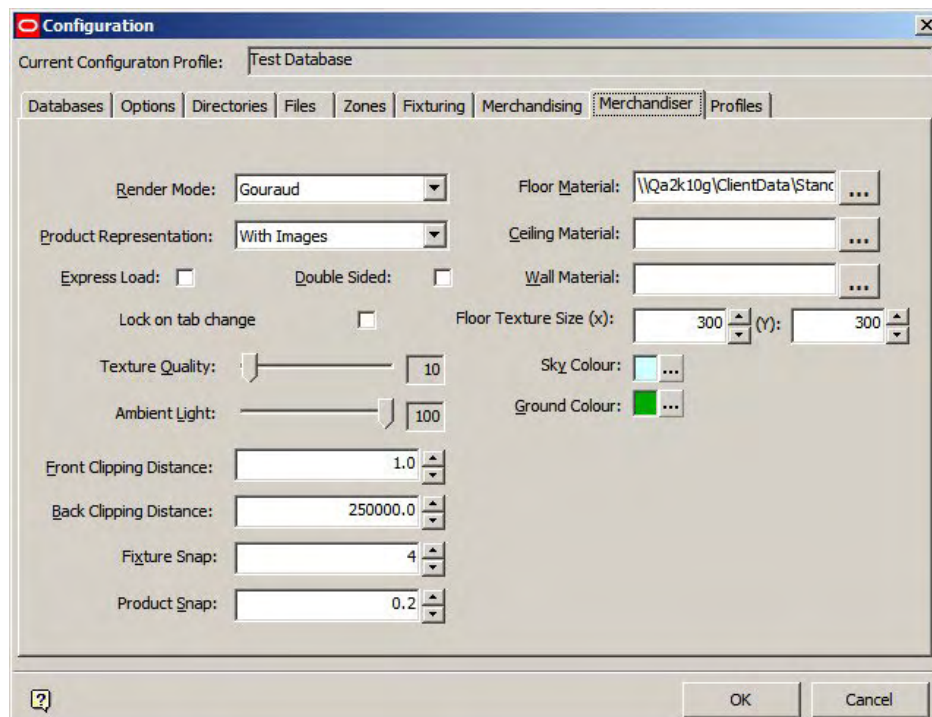 Configuration
Current Configuraton Profile: Test Database
Databases Options Directories Files Zones Fixturing Merchandising Merchandiser Profiles
Render Mode: Gouraud Floor Material: \\Qa2k10g\ClientData\Stanc ...
Product Representation: With Images Ceiling Material: ...
Express Load: Double Sided: Wall Material: ...
Lock on tab change Floor Texture Size (x): 300 (Y): 300
Texture Quality: 10 Sky Colour: ...
Ambient Light: 100 Ground Colour: ...
Front Clipping Distance: 1.0
Back Clipping Distance: 250000.0
Fixture Snap: 4
Product Snap: 0.2
? OK Cancel